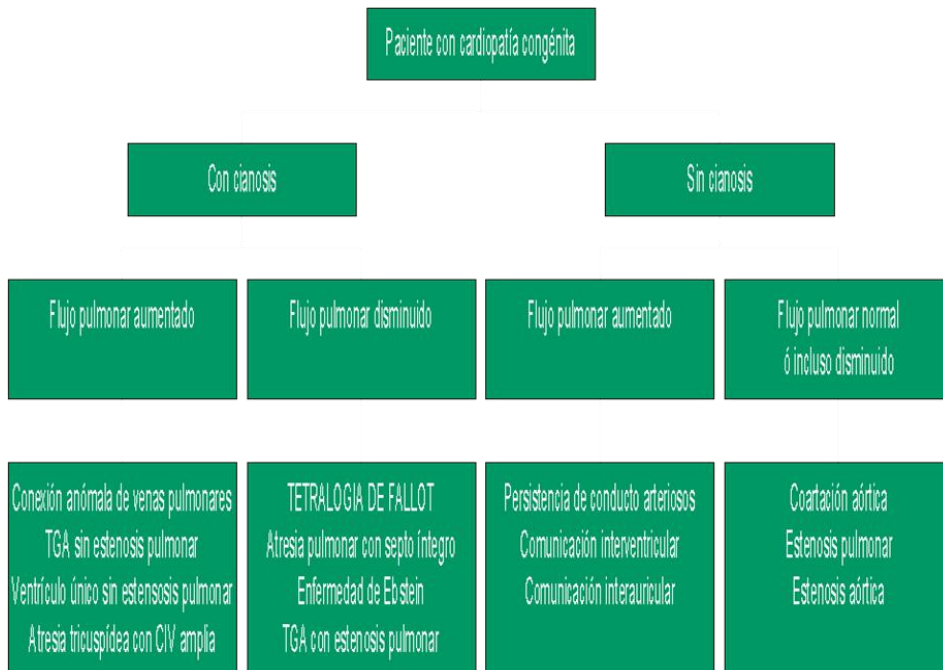 Paciente con cardiopatía congénita
Con cianosis
Sin cianosis
Flujo pulmonar aumentado
Flujo pulmonar disminuido
Flujo pulmonar aumentado
Flujo pulmonar normal
ó incluso disminuido
Conexión anómala de venas pulmonares
TGA sin estenosis pulmonar
Ventrículo único sin estensosis pulmonar
Atresia tricuspídea con CIV amplia
TETRALOGIA DE FALLOT
Atresia pulmonar con septo íntegro
Enfermedad de Ebstein
TGA con estenosis pulmonar
Persistencia de conducto arteriosos
Comunicación interventricular
Comunicación interauricular
Coartación aórtica
Estenosis pulmonar
Estenosis aórtica